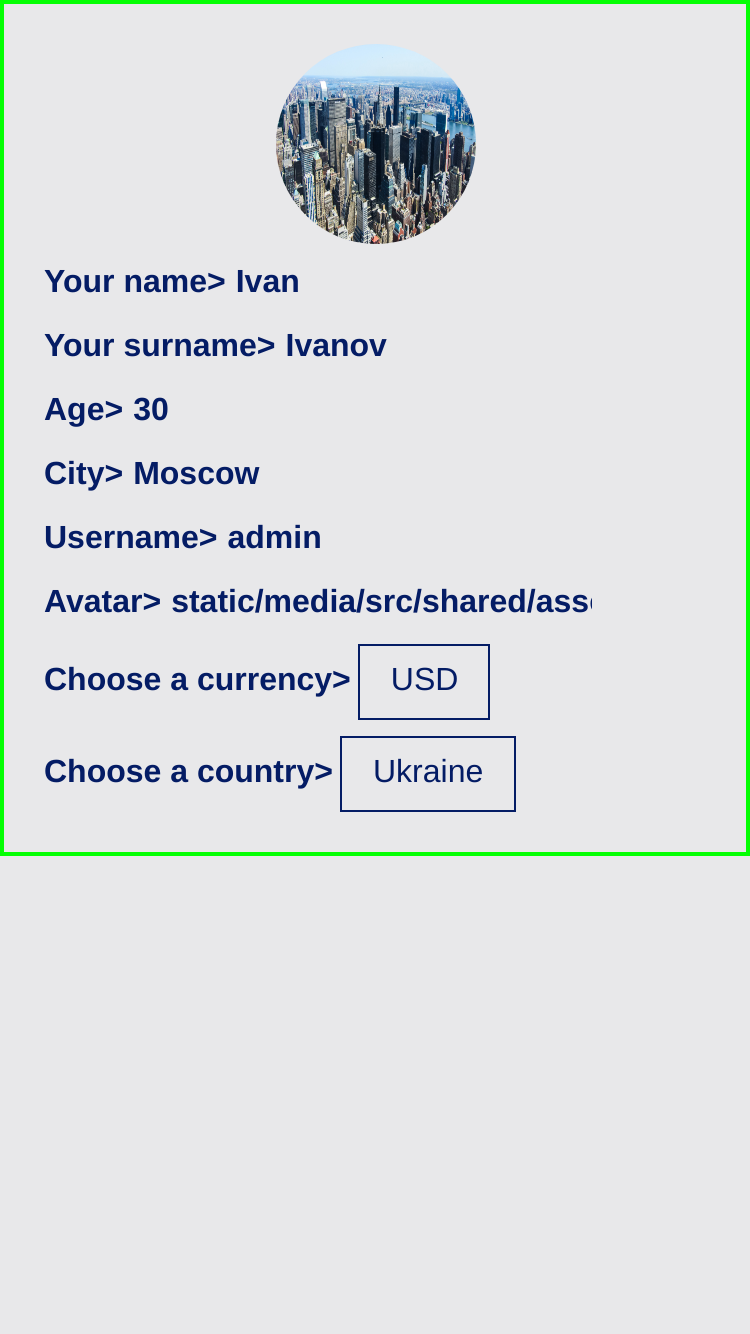 Your name> Ivan
Your surname> Ivanov
Age> 30
City> Moscow
Username> admin
Avatar> static/media/src/shared/ass
Choose a currency> USD
Choose a country> Ukraine